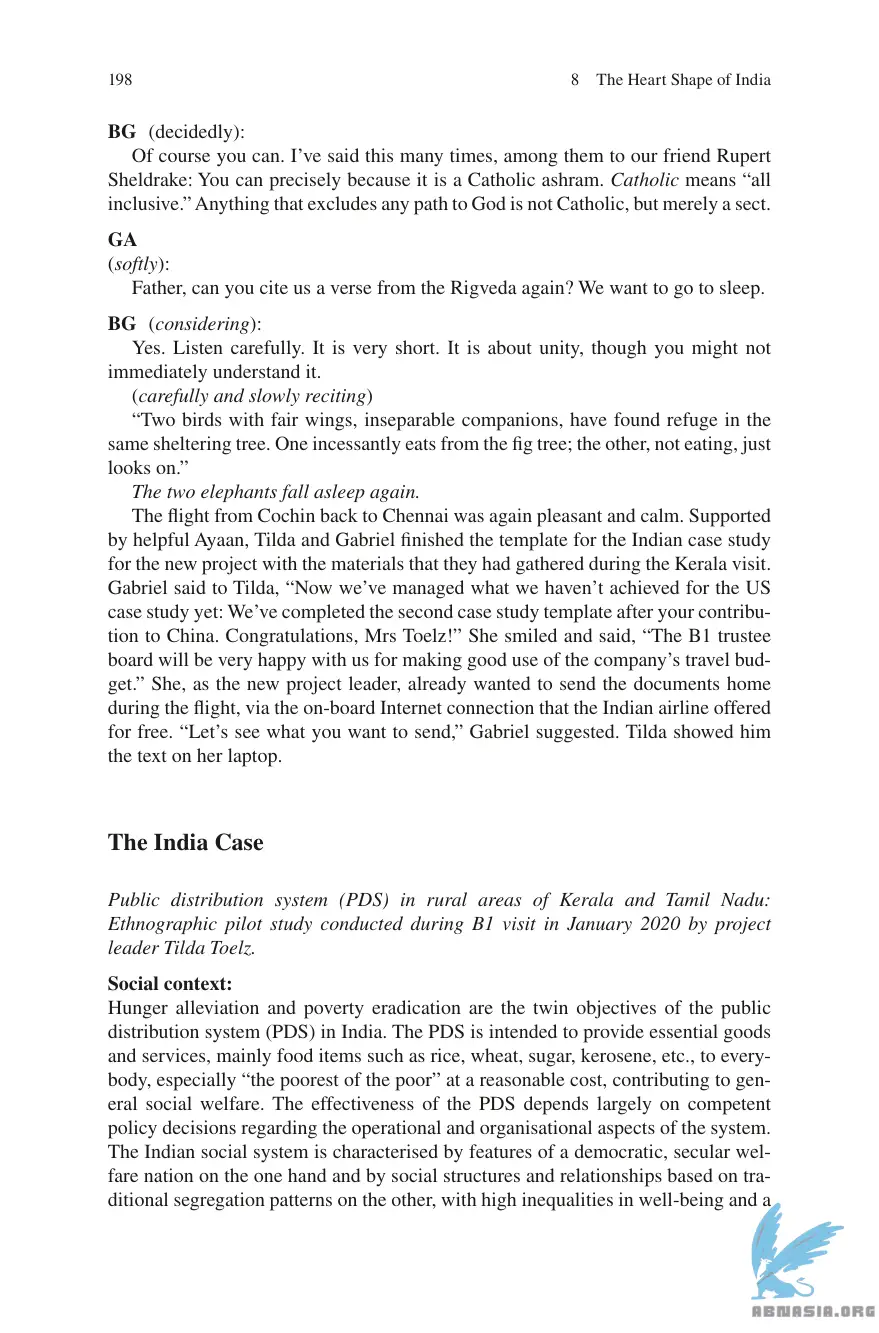 198
8 The Heart Shape of India
BG (decidedly):
Of course you can. I've said this many times, among them to our friend Rupert
Sheldrake: You can precisely because it is a Catholic ashram. Catholic means “all
inclusive.” Anything that excludes any path to God is not Catholic, but merely a sect.
GA
(softly):
Father, can you cite us a verse from the Rigveda again? We want to go to sleep.
BG (considering):
Yes. Listen carefully. It is very short. It is about unity, though you might not
immediately understand it.
(carefully and slowly reciting)
“Two birds with fair wings, inseparable companions, have found refuge in the
same sheltering tree. One incessantly eats from the fig tree; the other, not eating, just
looks on.”
The two elephants fall asleep again.
The flight from Cochin back to Chennai was again pleasant and calm. Supported
by helpful Ayaan, Tilda and Gabriel finished the template for the Indian case study
for the new project with the materials that they had gathered during the Kerala visit.
Gabriel said to Tilda, “Now we've managed what we haven't achieved for the US
case study yet: We've completed the second case study template after your contribu-
tion to China. Congratulations, Mrs Toelz!” She smiled and said, “The B1 trustee
board will be very happy with us for making good use of the company's travel bud-
get.” She, as the new project leader, already wanted to send the documents home
during the flight, via the on-board Internet connection that the Indian airline offered
for free. “Let's see what you want to send,” Gabriel suggested. Tilda showed him
the text on her laptop.
The India Case
Public distribution system (PDS) in rural areas of Kerala and Tamil Nadu:
Ethnographic pilot study conducted during B1 visit in January 2020 by project
leader Tilda Toelz.
Social context:
Hunger alleviation and poverty eradication are the twin objectives of the public
distribution system (PDS) in India. The PDS is intended to provide essential goods
and services, mainly food items such as rice, wheat, sugar, kerosene, etc., to every-
body, especially “the poorest of the poor” at a reasonable cost, contributing to gen-
eral social welfare. The effectiveness of the PDS depends largely on competent
policy decisions regarding the operational and organisational aspects of the system.
The Indian social system is characterised by features of a democratic, secular wel-
fare nation on the one hand and by social structures and relationships based on tra-
ditional segregation patterns on the other, with high inequalities in well-being and a
ABNASIA.ORG